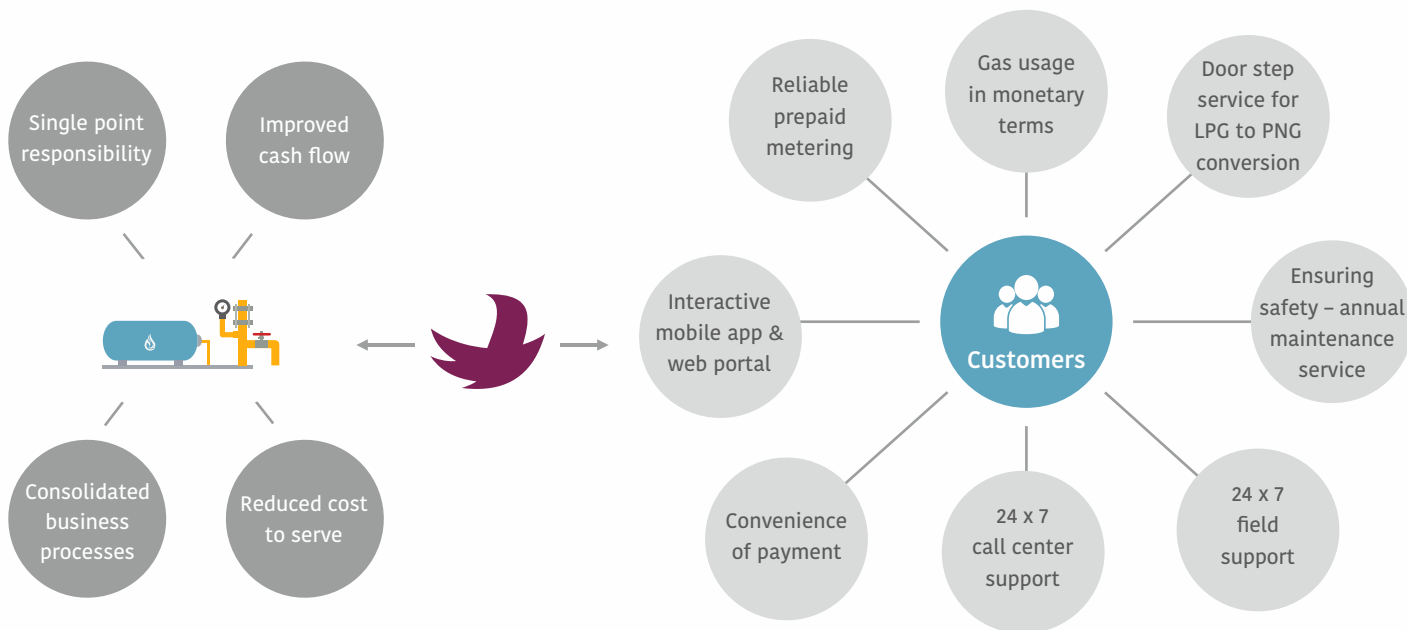 Single point
responsibility
Improved
cash flow
Consolidated
business
processes
Reduced cost
to serve
Reliable
prepaid
metering
Gas usage
in monetary
terms
Door step
service for
LPG to PNG
conversion
Interactive
mobile app &
web portal
Customers
Ensuring
safety – annual
maintenance
service
Convenience
of payment
24 x 7
call center
support
24 x 7
field
support